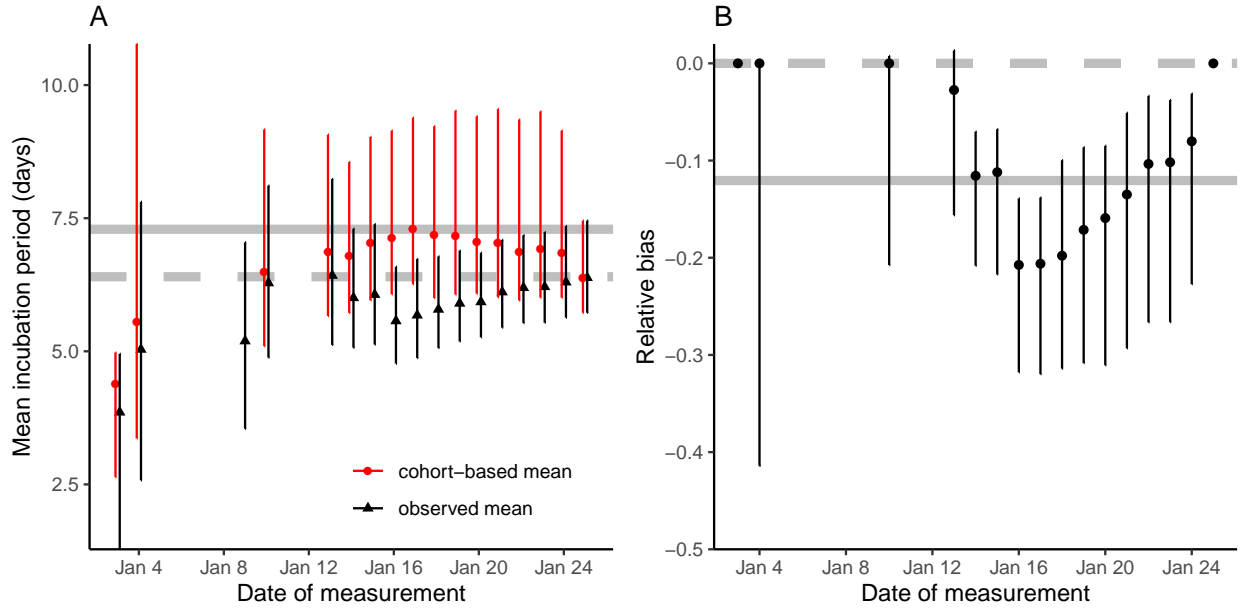 A
Mean incubation period (days)
10.0
7.5
5.0
2.5
cohort−based mean
observed mean
Jan 4
Jan 8
Jan 12
Jan 16
Jan 20
Jan 24
Date of measurement
B
Relative bias
0.0
−0.1
−0.2
−0.3
−0.4
−0.5
Jan 4
Jan 8
Jan 12
Jan 16
Jan 20
Jan 24
Date of measurement